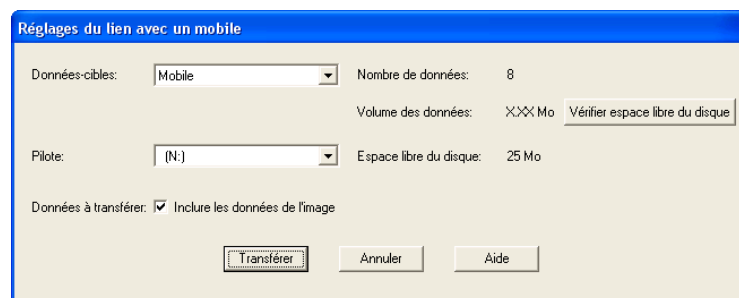 Réglages du lien avec un mobile
Données-cibles: Mobile Nombre de données: 8
Volume des données: X.XX Mo Vérifier espace libre du disque
Pilote: (N:) Espace libre du disque: 25 Mo
Données à transférer: Inclure les données de l'image
Transférer Annuler Aide